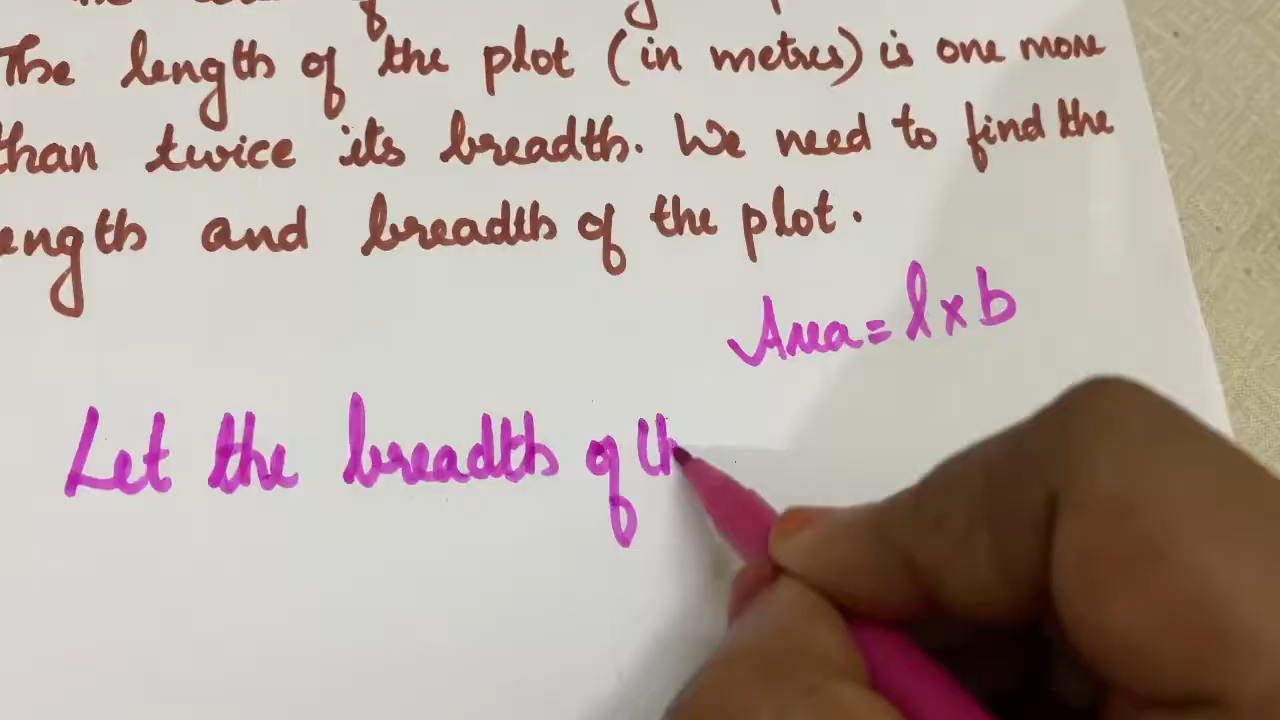 The length of the plot (in metres) is one more
than twice its breadth. We need to find the
ength and breadth of the plot.
Area = l x b
Let the breadth of th